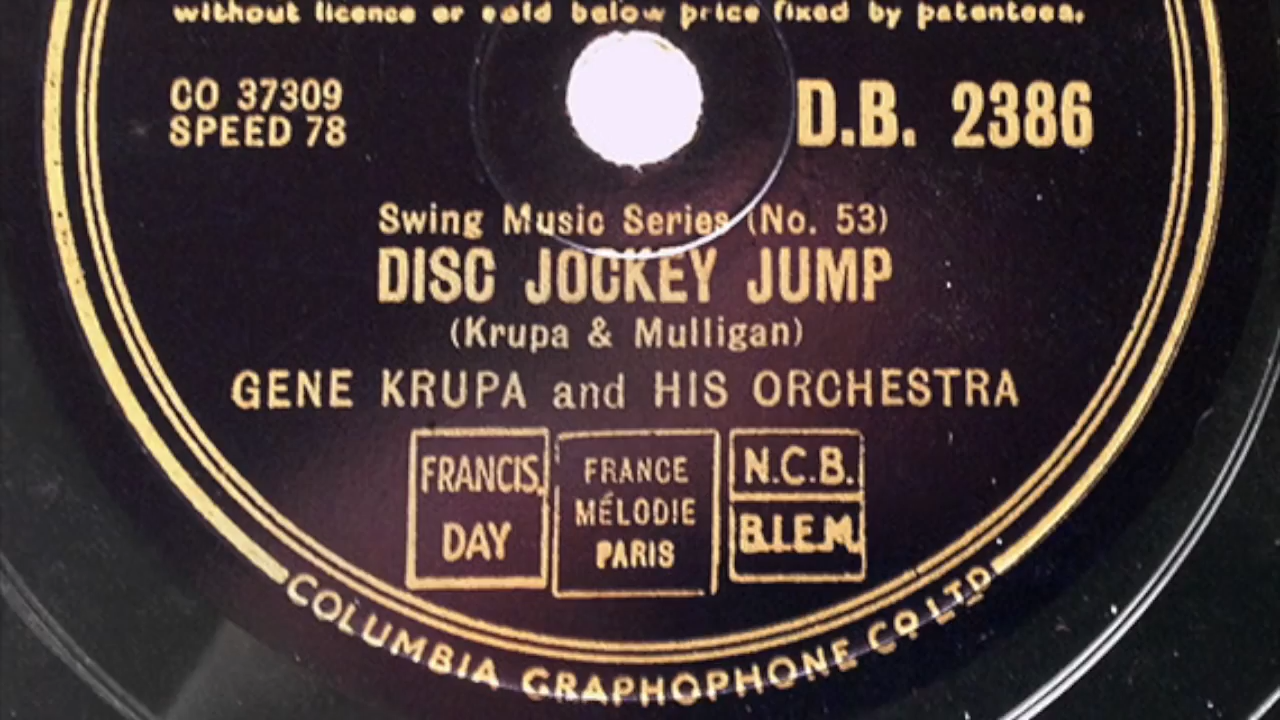 without licence or sold below price fixed by patentees.
CO 37309
SPEED 78
D.B. 2386
Swing Music Series (No. 53)
DISC JOCKEY JUMP
(Krupa & Mulligan)
GENE KRUPA and HIS ORCHESTRA
FRANCIS,
DAY
FRANCE
MÉLODIE
PARIS
N.C.B.
B.I.E.M.
COLUMBIA GRAPHOPHONE CO LTD